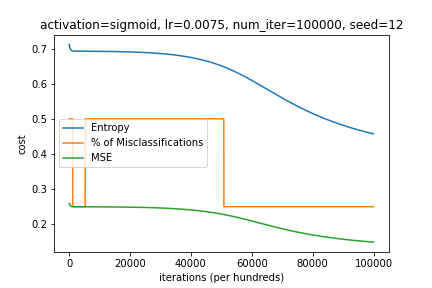 activation=sigmoid, lr=0.0075, num_iter=100000, seed=12
0.7
0.6
0.5
0.4
0.3
0.2
cost
Entropy
% of Misclassifications
MSE
0 20000 40000 60000 80000 100000
iterations (per hundreds)